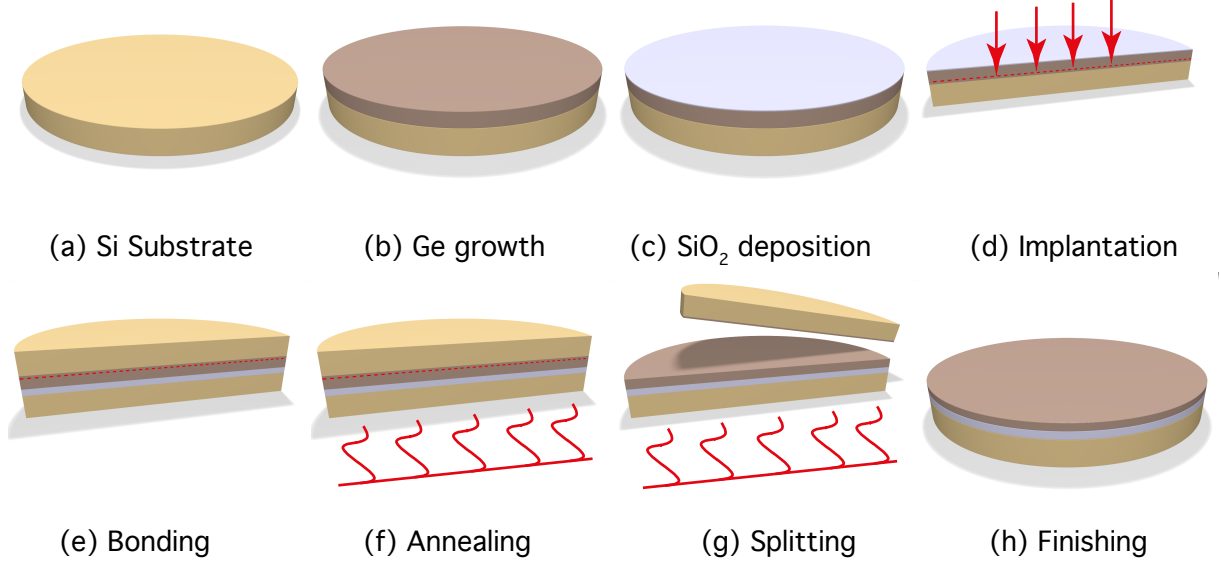 (a) Si Substrate
(b) Ge growth
(c) SiO₂ deposition
(d) Implantation
(e) Bonding
(f) Annealing
(g) Splitting
(h) Finishing